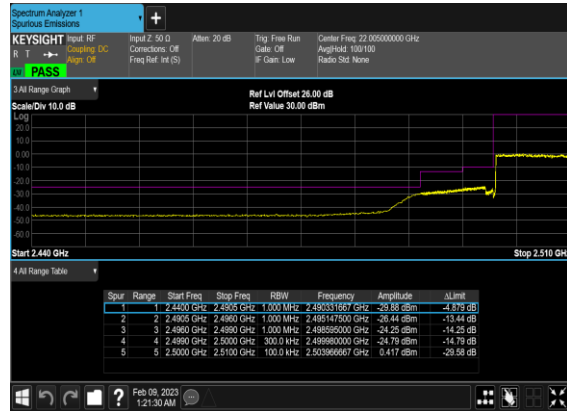 Spectrum Analyzer 1
Spurious Emissions
+
KEYSIGHT Input: RF Input Z: 50 Ω Atten: 20 dB Trig: Free Run Center Freq: 22.005000000 GHz
R T Coupling: DC Corrections: Off Gate: Off Avg|Hold: 100/100
Align: Off Freq Ref: Int (S) IF Gain: Low Radio Std: None
PASS
3 All Range Graph Ref Lvl Offset 26.00 dB
Scale/Div 10.0 dB Ref Value 30.00 dBm
Log
20.0
10.0
0.00
-10.0
-20.0
-30.0
-40.0
-50.0
-60.0
Start 2.440 GHz Stop 2.510 GHz
4 All Range Table
Spur Range Start Freq Stop Freq RBW Frequency Amplitude ΔLimit
1 1 2.4400 GHz 2.4905 GHz 1.000 MHz 2.490331667 GHz -29.88 dBm -4.879 dB
2 2 2.4905 GHz 2.4960 GHz 1.000 MHz 2.495147500 GHz -26.44 dBm -13.44 dB
3 3 2.4960 GHz 2.4990 GHz 1.000 MHz 2.498595000 GHz -24.25 dBm -14.25 dB
4 4 2.4990 GHz 2.5000 GHz 300.0 kHz 2.499980000 GHz -24.79 dBm -14.79 dB
5 5 2.5000 GHz 2.5100 GHz 100.0 kHz 2.503966667 GHz 0.417 dBm -29.58 dB
? Feb 09, 2023
1:21:30 AM